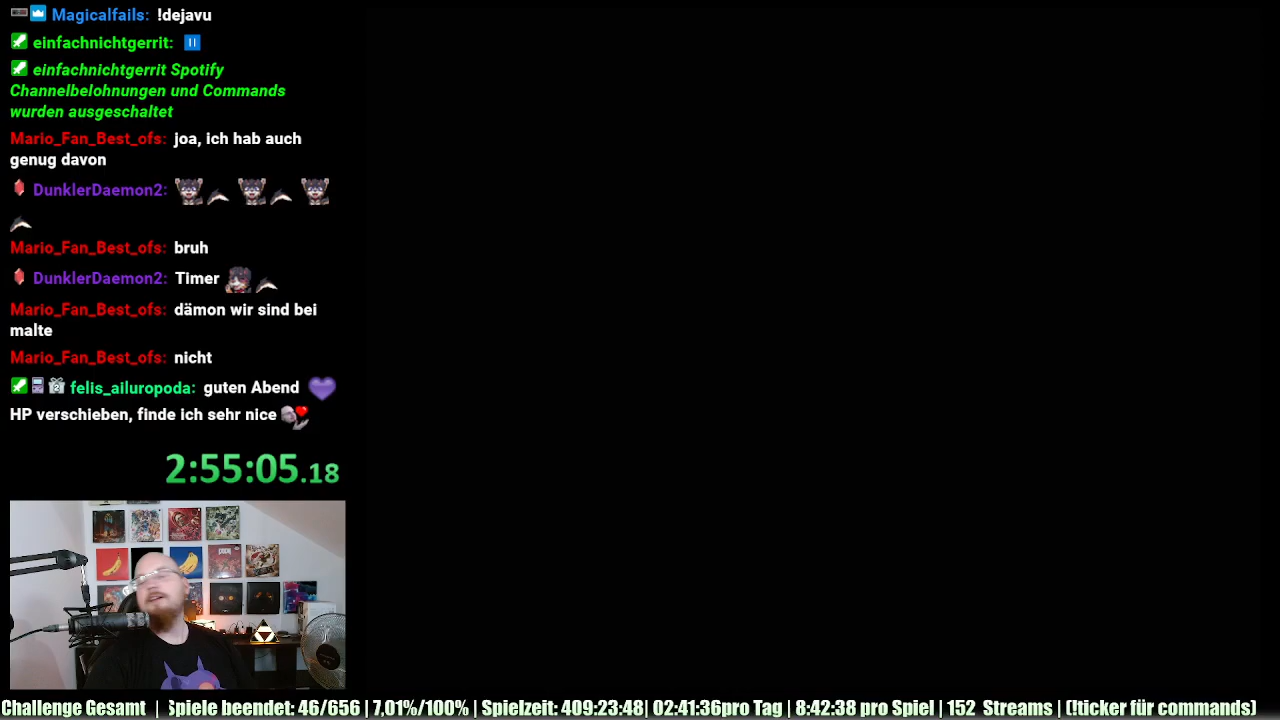 Magicalfails: !dejavu
einfachnichtgerrit:
einfachnichtgerrit Spotify
Channelbelohnungen und Commands
wurden ausgeschaltet
Mario_Fan_Best_ofs: joa, ich hab auch
genug davon
DunklerDaemon2:
Mario_Fan_Best_ofs: bruh
DunklerDaemon2: Timer
Mario_Fan_Best_ofs: dämon wir sind bei
malte
Mario_Fan_Best_ofs: nicht
felis_ailuropoda: guten Abend
HP verschieben, finde ich sehr nice
2:55:05.18
Challenge Gesamt | Spiele beendet: 46/656 | 7,01%/100% | Spielzeit: 409:23:48| 02:41:36pro Tag | 8:42:38 pro Spiel | 152 Streams | (!ticker für commands)